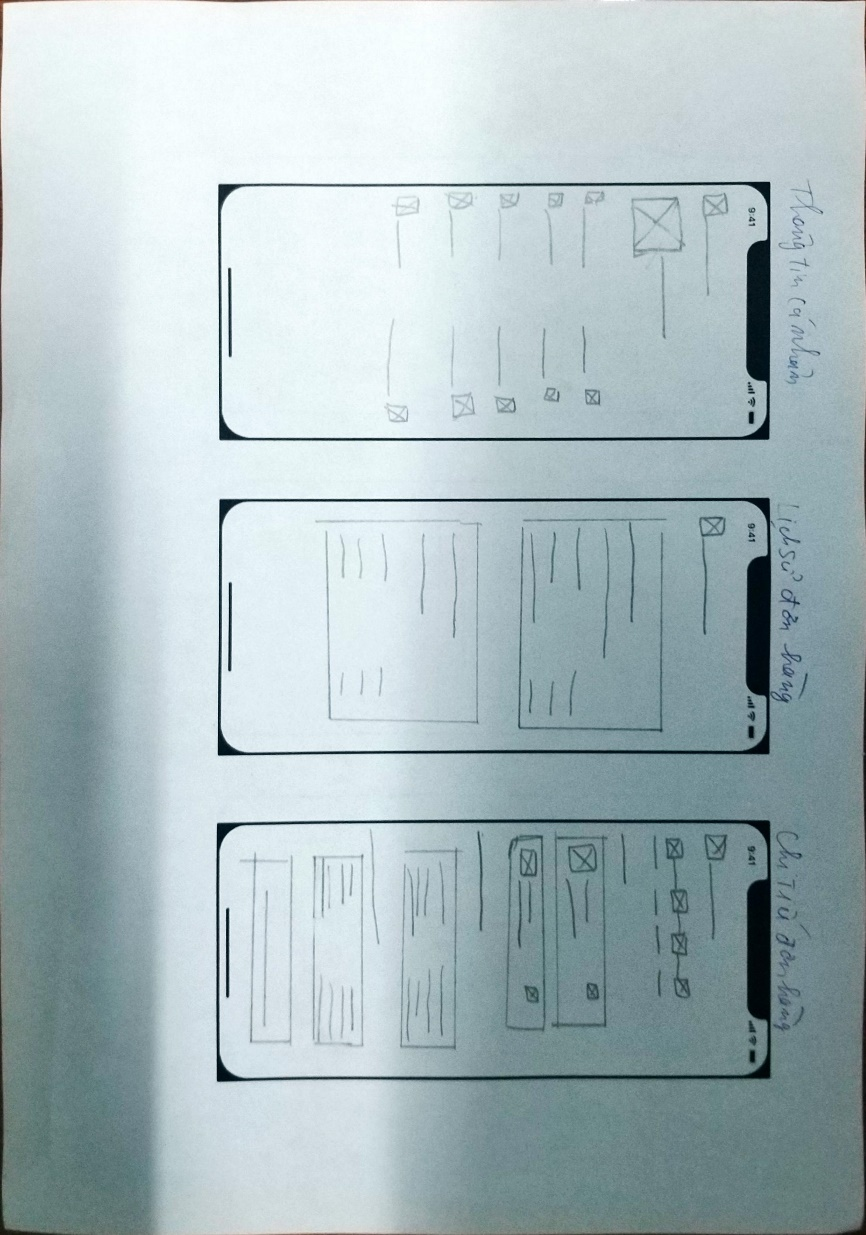 Thông tin cá nhân
9:41
Lịch sử đơn hàng
9:41
Chi Tiết đơn hàng
9:41